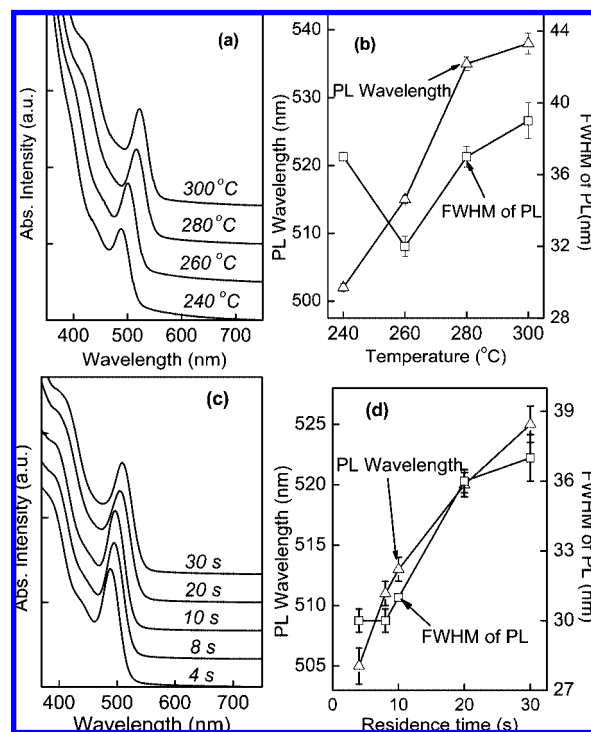 (a)
Abs. Intensity (a.u.)
300 °C
280 °C
260 °C
240 °C
400 500 600 700
Wavelength (nm)
(b)
PL Wavelength (nm)
540
530
520
510
500
PL Wavelength
FWHM of PL
44
40
36
32
28
FWHM of PL(nm)
240 260 280 300
Temperature (°C)
(c)
Abs. Intensity (a.u.)
30 s
20 s
10 s
8 s
4 s
400 500 600 700
Wavelength (nm)
(d)
PL Wavelength (nm)
525
520
514
509
505
PL Wavelength
FWHM of PL
39
36
33
30
27
FWHM of PL (nm)
0 10 20 30
Residence time (s)